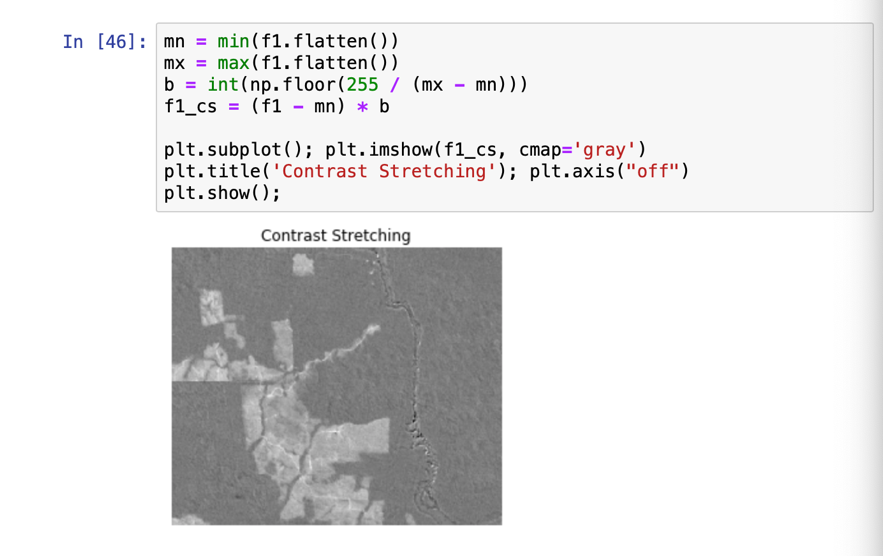 In [46]: mn = min(f1.flatten())
mx = max(f1.flatten())
b = int(np.floor(255 / (mx - mn)))
f1_cs = (f1 - mn) * b
plt.subplot(); plt.imshow(f1_cs, cmap='gray')
plt.title('Contrast Stretching'); plt.axis("off")
plt.show();
Contrast Stretching